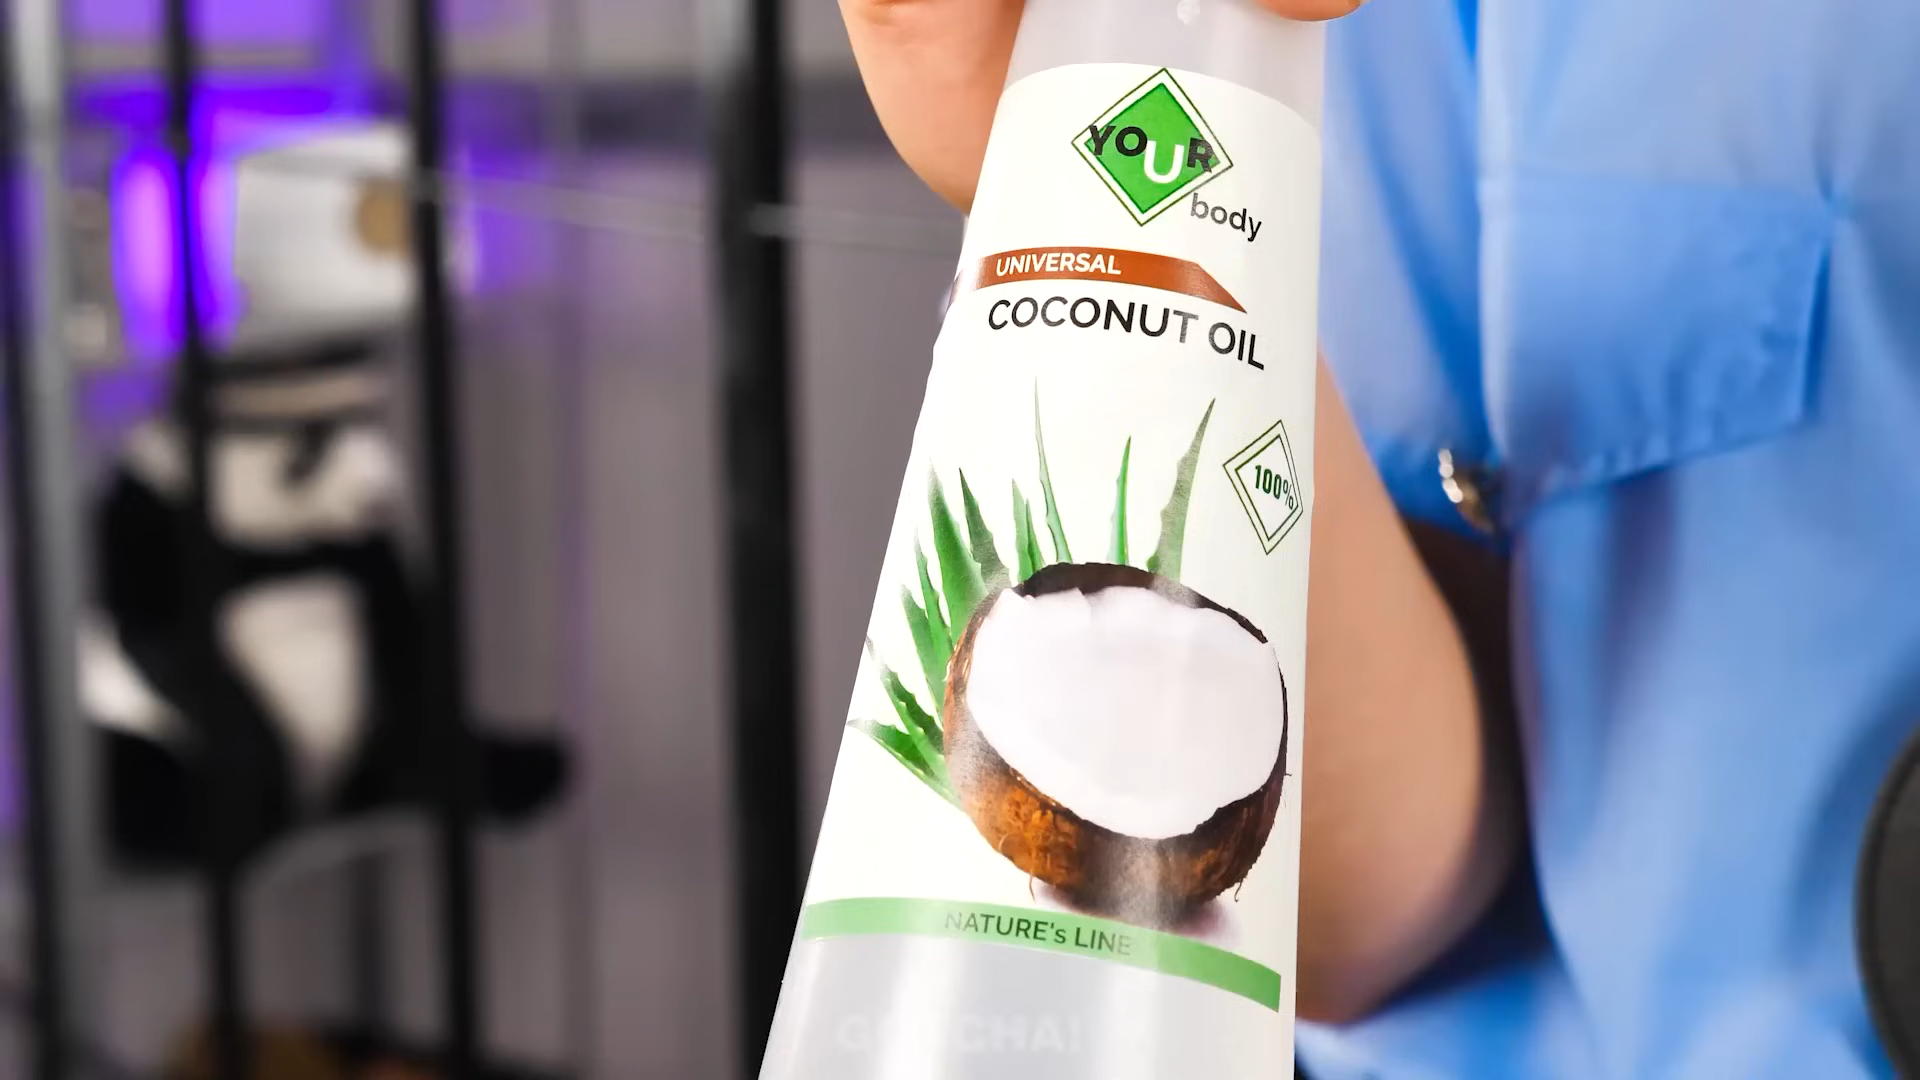 YOUR
body
UNIVERSAL
COCONUT OIL
100%
NATURE's LINE